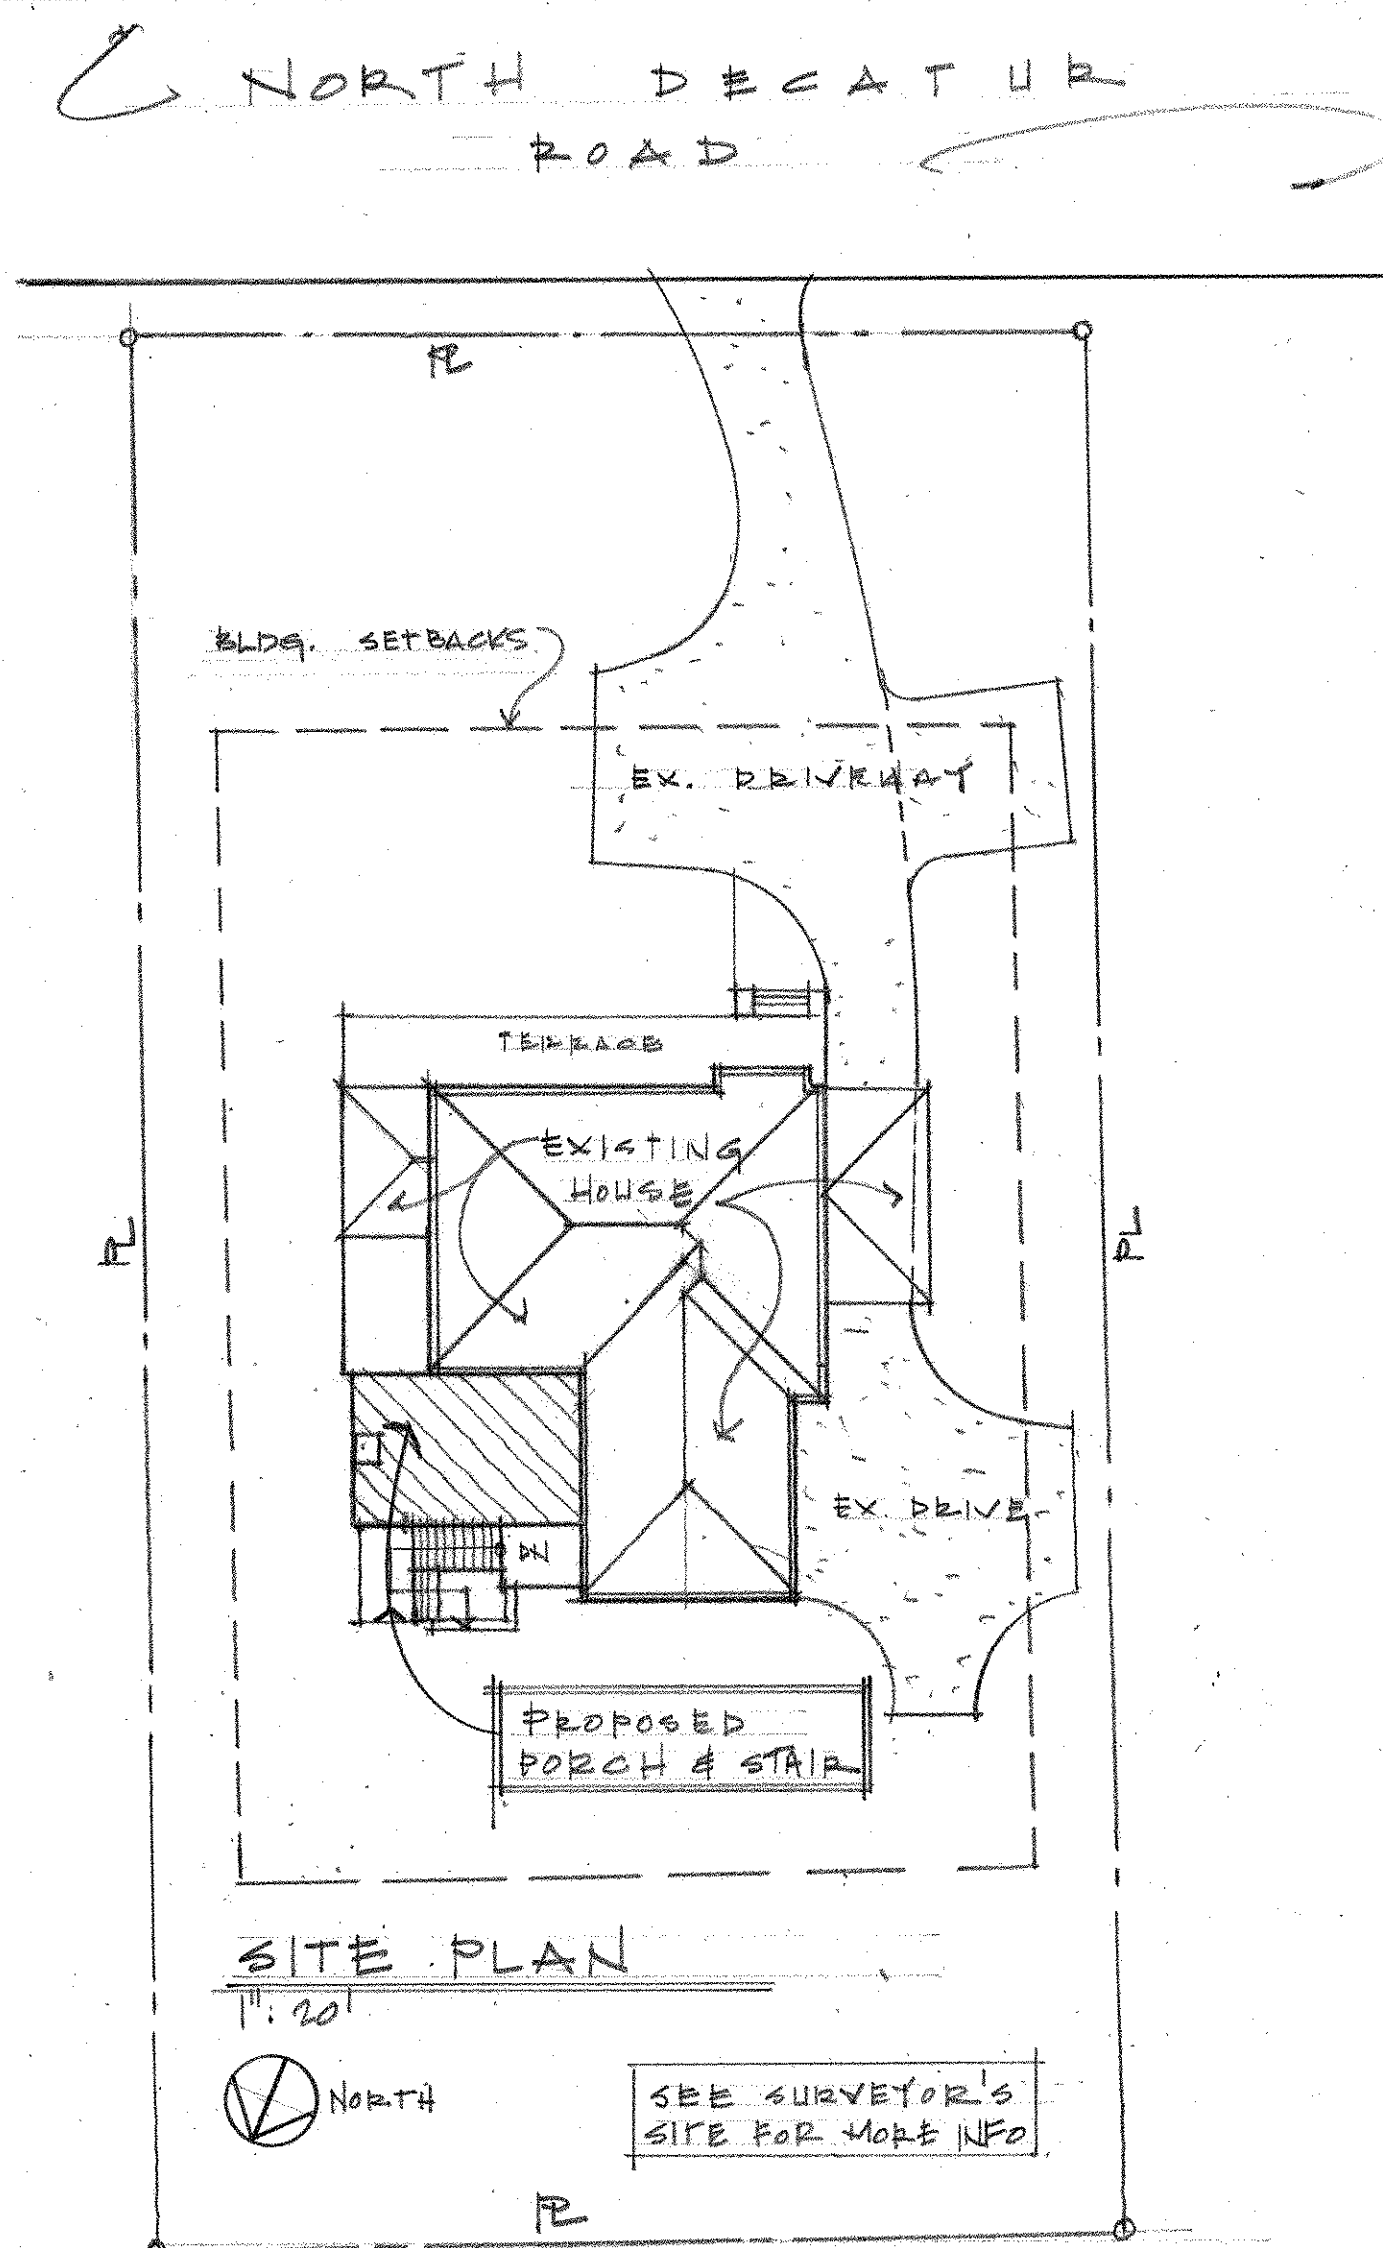 NORTH DECATUR
ROAD
PL
BLDG. SETBACKS
EX. DRIVEWAY
TERRACE
EXISTING
HOUSE
PL
PL
EX. DRIVE
DN
PROPOSED
PORCH & STAIR
SITE PLAN
1": 20'
NORTH
SEE SURVEYOR'S
SITE FOR MORE INFO
PL